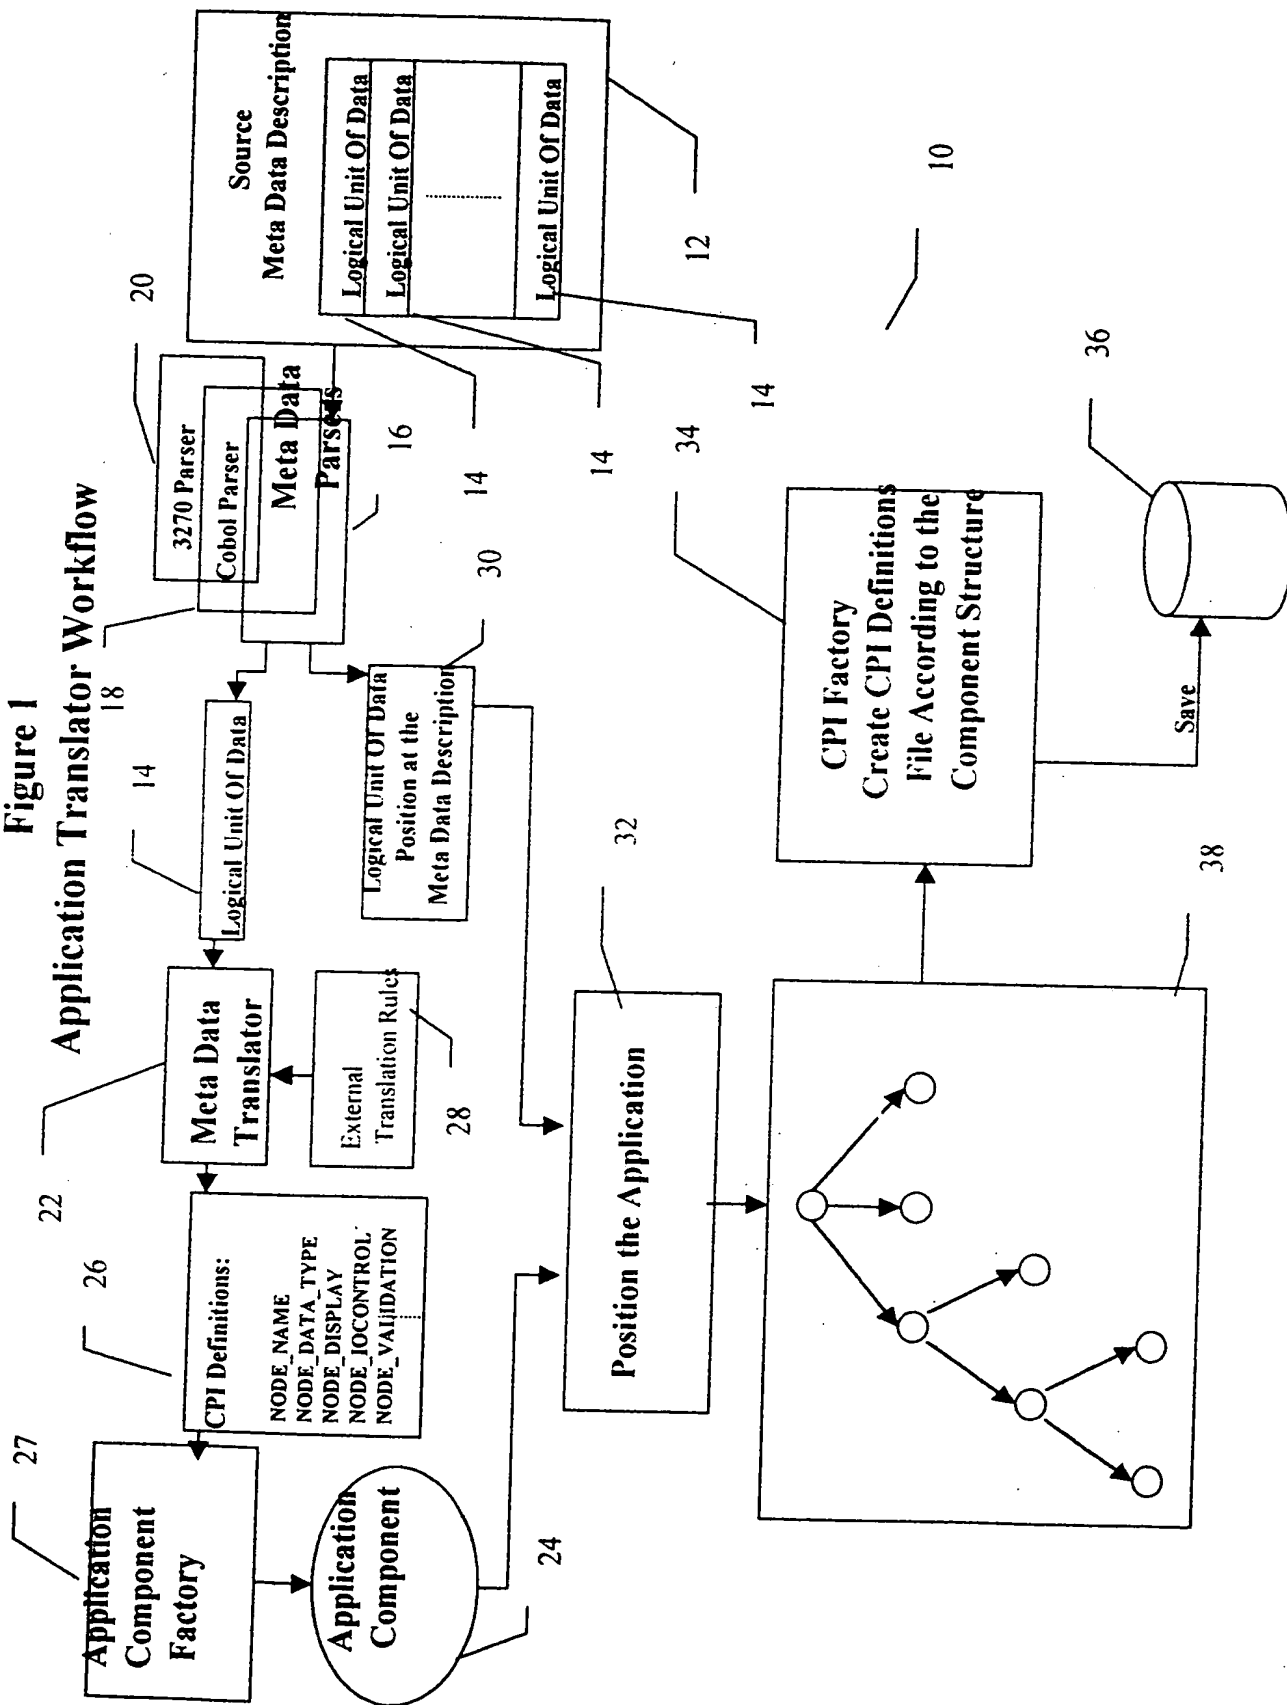 Figure 1
Application Translator Workflow
27
Application
Component
Factory
26
CPI Definitions:
NODE_NAME
NODE_DATA_TYPE
NODE_DISPLAY
NODE_IOCONTROL
NODE_VALIDATION
22
Meta Data
Translator
14
Logical Unit Of Data
18
20
3270 Parser
Cobol Parser
Meta Data
Parsers
16
Source
Meta Data Description
Logical Unit Of Data
Logical Unit Of Data
Logical Unit Of Data
12
14
14
14
External
Translation Rules
28
Logical Unit Of Data
Position at the
Meta Data Description
30
Application
Component
24
Position the Application
32
34
CPI Factory
Create CPI Definitions
File According to the
Component Structure
10
38
Save
36